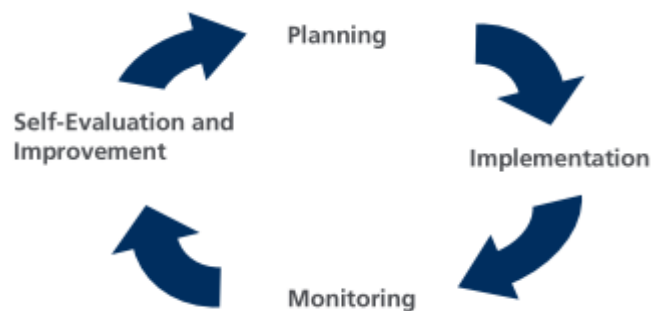 Planning
Self-Evaluation and
Improvement
Implementation
Monitoring